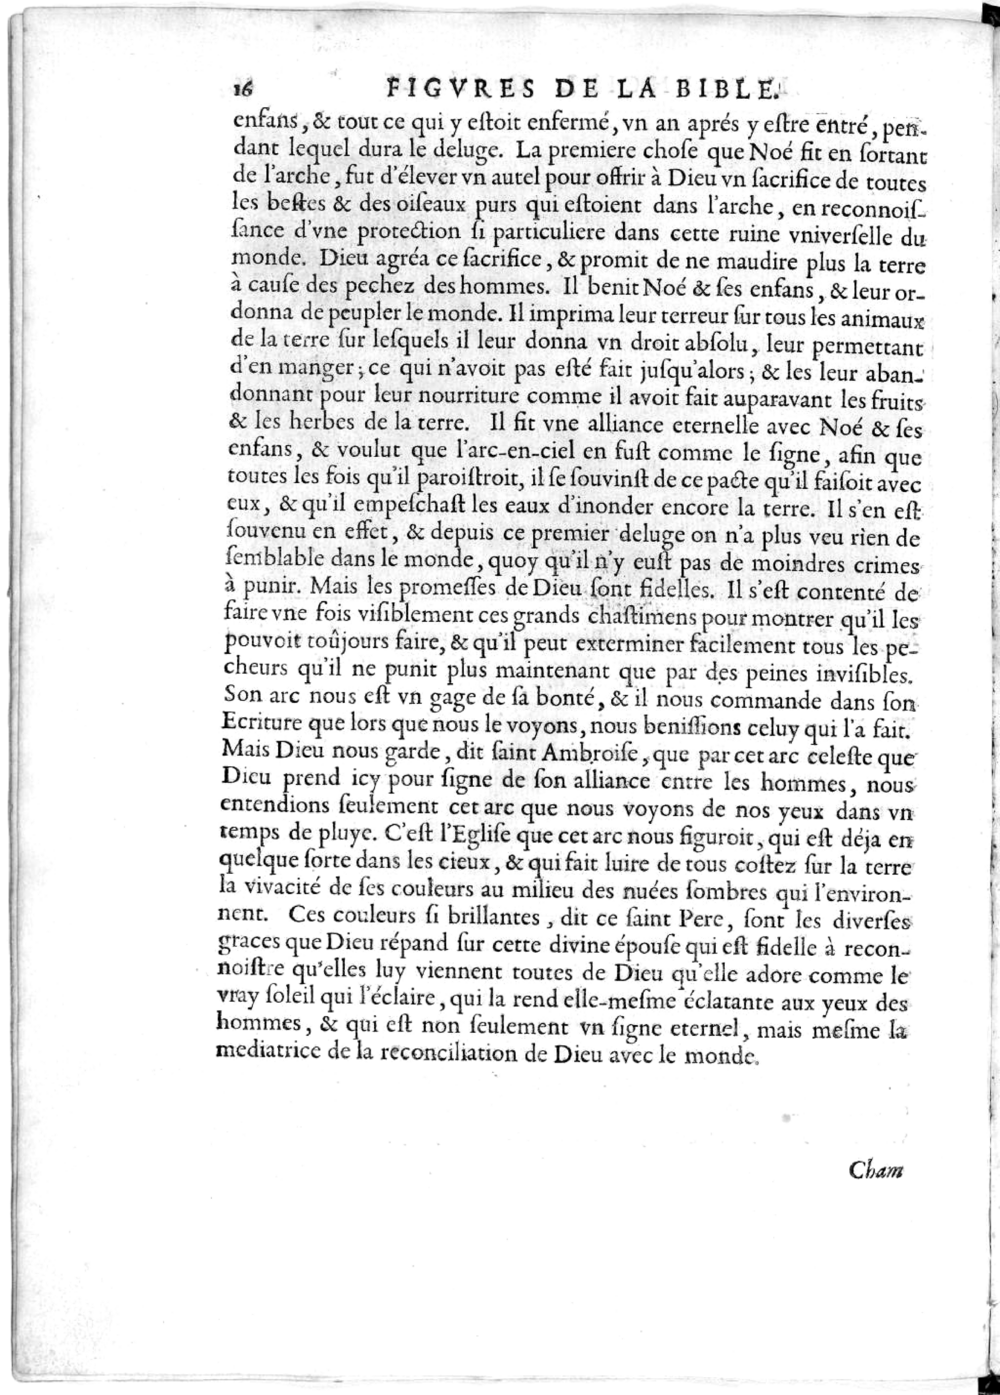 16 FIGVRES DE LA BIBLE.
enfans, & tout ce qui y eſtoit enfermé, vn an aprés y eſtre entré, pen-
dant lequel dura le deluge. La premiere choſe que Noé fit en ſortant
de l'arche, fut d'élever vn autel pour offrir à Dieu vn ſacrifice de toutes
les beſtes & des oiſeaux purs qui eſtoient dans l'arche, en reconnoiſ-
ſance d'vne protection ſi particuliere dans cette ruine vniverſelle du
monde. Dieu agréa ce ſacrifice, & promit de ne maudire plus la terre
à cauſe des pechez des hommes. Il benit Noé & ſes enfans, & leur or-
donna de peupler le monde. Il imprima leur terreur ſur tous les animaux
de la terre ſur leſquels il leur donna vn droit abſolu, leur permettant
d'en manger; ce qui n'avoit pas eſté fait juſqu'alors; & les leur aban-
donnant pour leur nourriture comme il avoit fait auparavant les fruits
& les herbes de la terre. Il fit vne alliance eternelle avec Noé & ſes
enfans, & voulut que l'arc-en-ciel en fuſt comme le ſigne, afin que
toutes les fois qu'il paroiſtroit, il ſe ſouvinſt de ce pacte qu'il faiſoit avec
eux, & qu'il empeſchaſt les eaux d'inonder encore la terre. Il s'en eſt
ſouvenu en effet, & depuis ce premier deluge on n'a plus veu rien de
ſemblable dans le monde, quoy qu'il n'y euſt pas de moindres crimes
à punir. Mais les promeſſes de Dieu ſont fidelles. Il s'eſt contenté de
faire vne fois viſiblement ces grands chaſtimens pour montrer qu'il les
pouvoit toûjours faire, & qu'il peut exterminer facilement tous les pe-
cheurs qu'il ne punit plus maintenant que par des peines inviſibles.
Son arc nous eſt vn gage de ſa bonté, & il nous commande dans ſon
Ecriture que lors que nous le voyons, nous beniſſions celuy qui l'a fait.
Mais Dieu nous garde, dit ſaint Ambroiſe, que par cet arc celeſte que
Dieu prend icy pour ſigne de ſon alliance entre les hommes, nous
entendions ſeulement cet arc que nous voyons de nos yeux dans vn
temps de pluye. C'eſt l'Egliſe que cet arc nous figuroit, qui eſt déja en
quelque ſorte dans les cieux, & qui fait luire de tous coſtez ſur la terre
la vivacité de ſes couleurs au milieu des nuées ſombres qui l'environ-
nent. Ces couleurs ſi brillantes, dit ce ſaint Pere, ſont les diverſes
graces que Dieu répand ſur cette divine épouſe qui eſt fidelle à recon-
noiſtre qu'elles luy viennent toutes de Dieu qu'elle adore comme le
vray ſoleil qui l'éclaire, qui la rend elle-meſme éclatante aux yeux des
hommes, & qui eſt non ſeulement vn ſigne eternel, mais meſme la
mediatrice de la reconciliation de Dieu avec le monde.
Cham